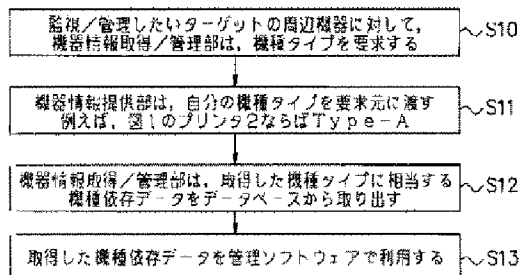 監視／管理したいターゲットの周辺機器に対して，
機器情報取得／管理部は，機種タイプを要求する
S10
機器情報提供部は，自分の機種タイプを要求元に渡す
例えば，図1のプリンタ2ならばType－A
S11
機器情報取得／管理部は，取得した機種タイプに相当する
機種依存データをデータベースから取り出す
S12
取得した機種依存データを管理ソフトウェアで利用する
S13